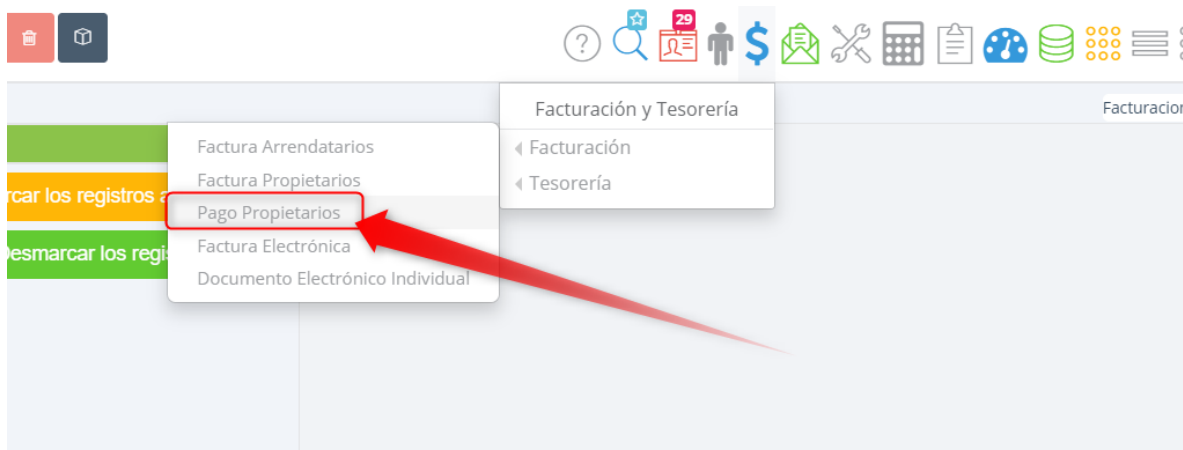 29
Facturación y Tesorería
Facturacion
Facturación
Tesorería
Factura Arrendatarios
Factura Propietarios
Pago Propietarios
Factura Electrónica
Documento Electrónico Individual
rcar los registros a
Desmarcar los regis